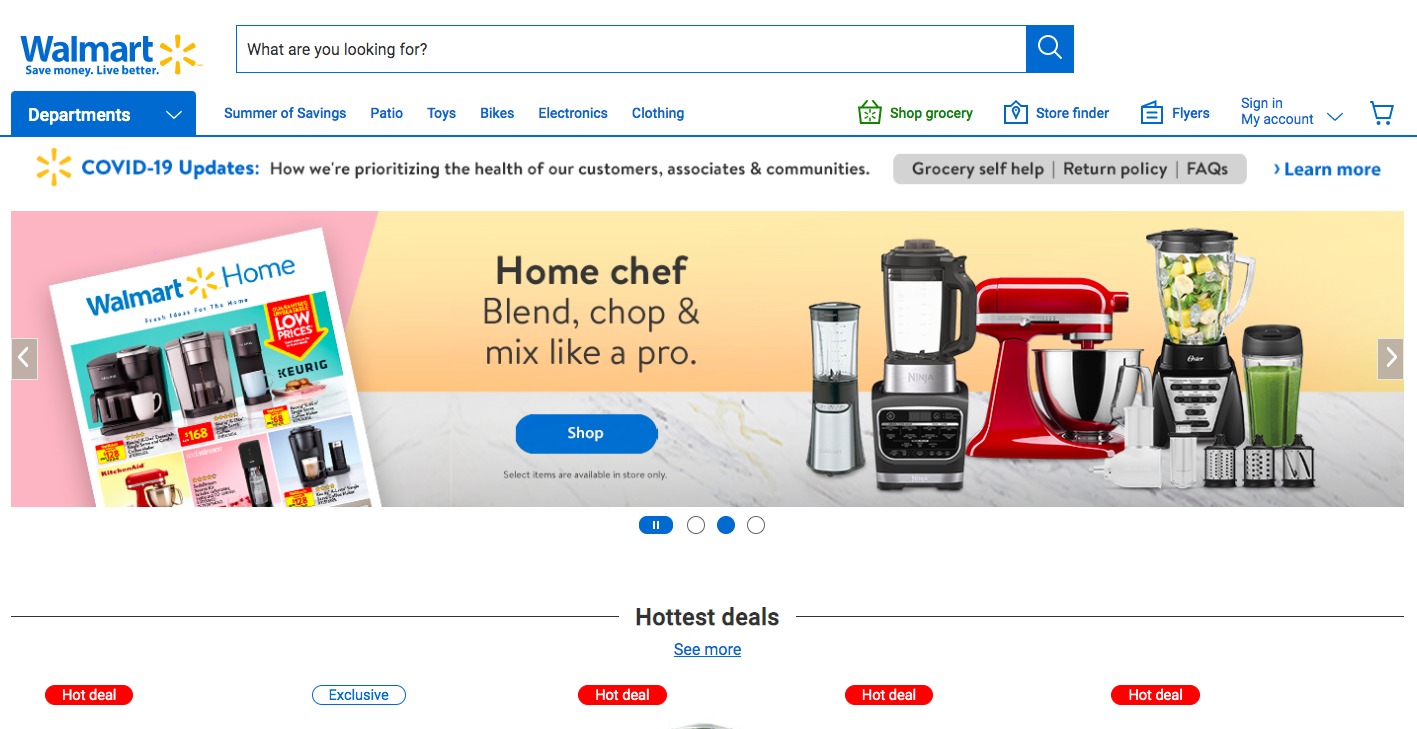 Walmart
Save money. Live better.
What are you looking for?
Departments
Summer of Savings
Patio
Toys
Bikes
Electronics
Clothing
Shop grocery
Store finder
Flyers
Sign in
My account
COVID-19 Updates: How we're prioritizing the health of our customers, associates & communities.
Grocery self help | Return policy | FAQs
› Learn more
Walmart Home
Fresh Ideas For The Home
LOW
PRICES
KEURIG
$168
KitchenAid
Home chef
Blend, chop &
mix like a pro.
Shop
Select items are available in store only.
NINJA
NINJA
Oster
Hottest deals
See more
Hot deal
Exclusive
Hot deal
Hot deal
Hot deal